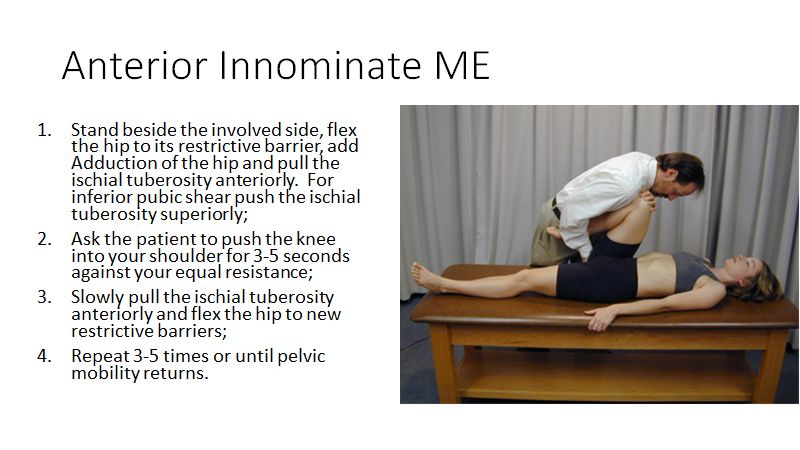 Anterior Innominate ME
1. Stand beside the involved side, flex
the hip to its restrictive barrier, add
Adduction of the hip and pull the
ischial tuberosity anteriorly. For
inferior pubic shear push the ischial
tuberosity superiorly;
2. Ask the patient to push the knee
into your shoulder for 3-5 seconds
against your equal resistance;
3. Slowly pull the ischial tuberosity
anteriorly and flex the hip to new
restrictive barriers;
4. Repeat 3-5 times or until pelvic
mobility returns.